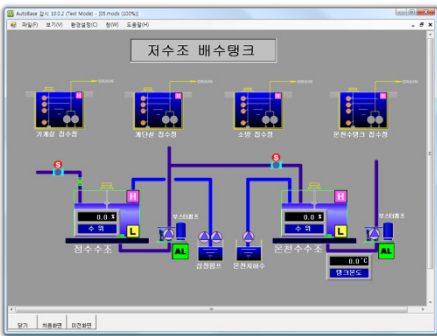 AutoBase 감시 10.0.2 (Test Mode) - [05.mode (100%)]
파일(F) 보기(V) 환경설정(C) 창(W) 도움말(H)
저수조 배수탱크
기계실 집수정
계단실 집수정
소방 집수정
온천수탱크 집수정
S
S
H
H
0.0 %
0.0 %
수 위
수 위
L
L
부스터펌프
부스터펌프
AL
AL
정수수조
심정펌프
온천지하수
온천수수조
0.0 ℃
탱크온도
닫기
처음화면
이전화면